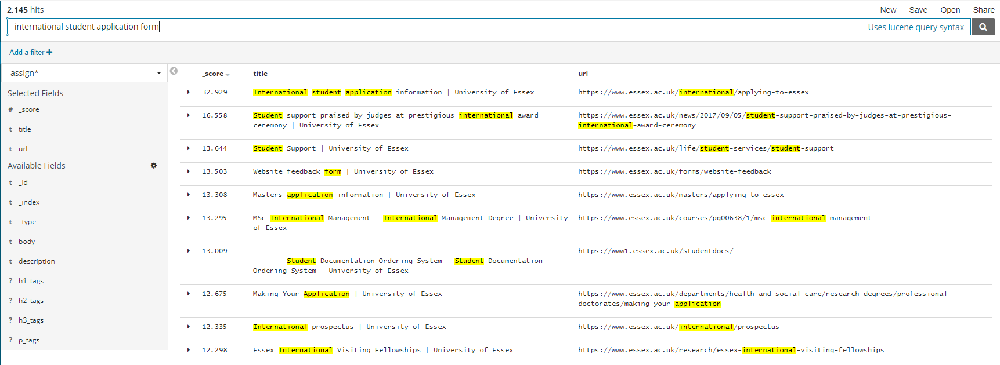 2,145 hits
New Save Open Share
international student application form
Uses lucene query syntax
Add a filter +
assign*
Selected Fields
# _score
t title
t url
Available Fields
t _id
t _index
t _type
t body
t description
? h1_tags
? h2_tags
? h3_tags
? p_tags
_score title url
32.929 International student application information | University of Essex https://www.essex.ac.uk/international/applying-to-essex
16.558 Student support praised by judges at prestigious international award https://www.essex.ac.uk/news/2017/09/05/student-support-praised-by-judges-at-prestigious-
ceremony | University of Essex international-award-ceremony
13.644 Student Support | University of Essex https://www.essex.ac.uk/life/student-services/student-support
13.503 Website feedback form | University of Essex https://www.essex.ac.uk/forms/website-feedback
13.308 Masters application information | University of Essex https://www.essex.ac.uk/masters/applying-to-essex
13.295 MSc International Management - International Management Degree | University https://www.essex.ac.uk/courses/pg00638/1/msc-international-management
of Essex
13.009 https://www1.essex.ac.uk/studentdocs/
Student Documentation Ordering System - Student Documentation
Ordering System - University of Essex
12.675 Making Your Application | University of Essex https://www.essex.ac.uk/departments/health-and-social-care/research-degrees/professional-
doctorates/making-your-application
12.335 International prospectus | University of Essex https://www.essex.ac.uk/international/prospectus
12.298 Essex International Visiting Fellowships | University of Essex https://www.essex.ac.uk/research/essex-international-visiting-fellowships